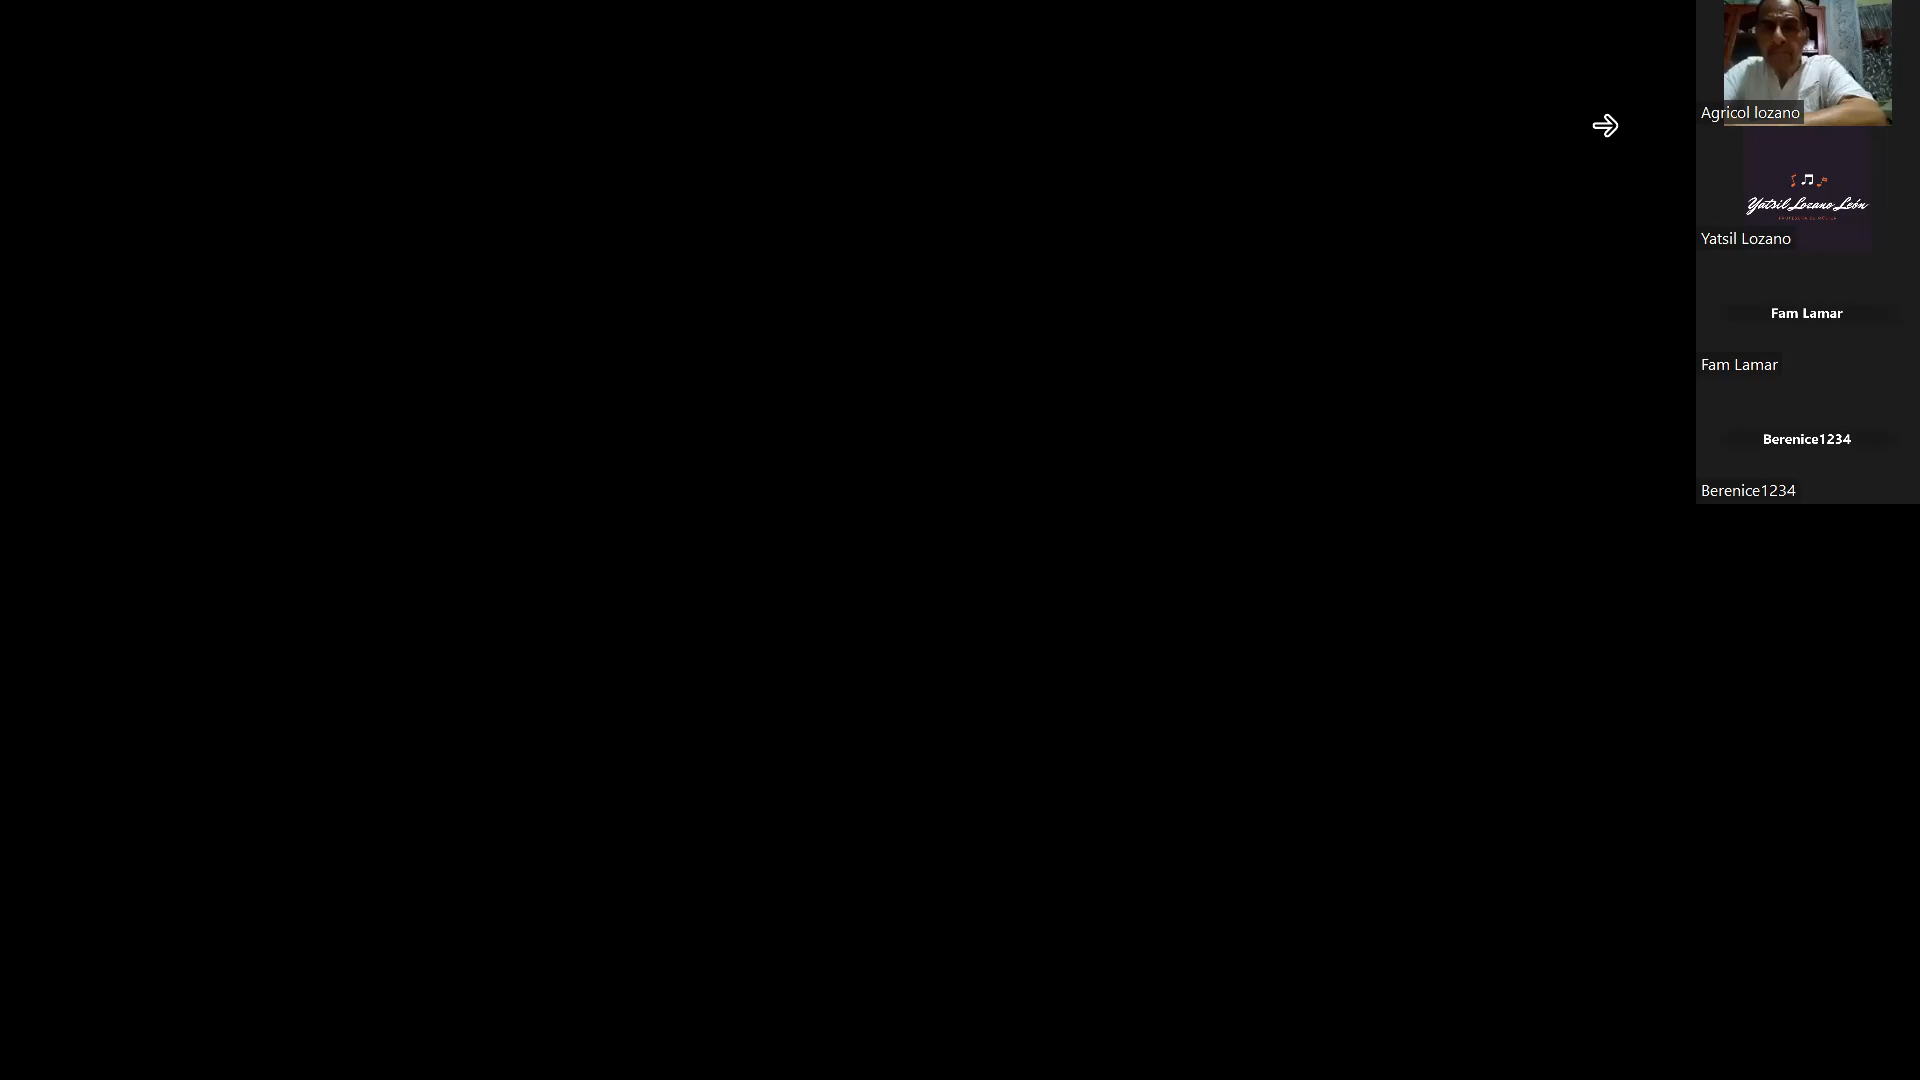 Agricol lozano
Yatsil Lozano León
Yatsil Lozano
Fam Lamar
Fam Lamar
Berenice1234
Berenice1234